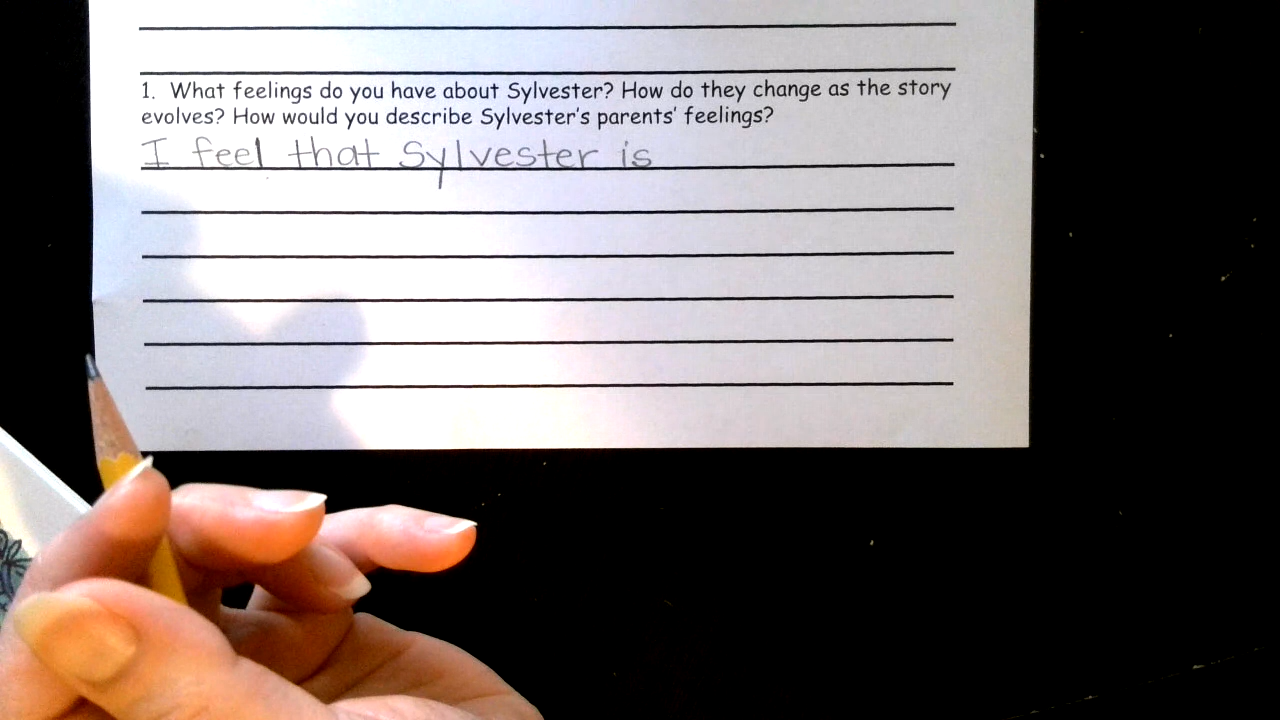 1. What feelings do you have about Sylvester? How do they change as the story
evolves? How would you describe Sylvester's parents' feelings?
I feel that Sylvester is